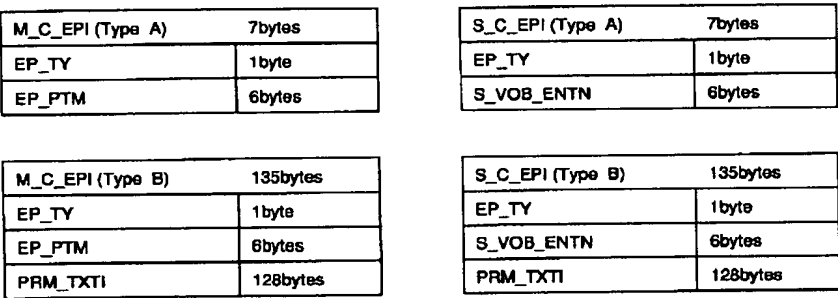 M_C_EPI (Type A) 7bytes
EP_TY 1byte
EP_PTM 6bytes
S_C_EPI (Type A) 7bytes
EP_TY 1byte
S_VOB_ENTN 6bytes
M_C_EPI (Type B) 135bytes
EP_TY 1byte
EP_PTM 6bytes
PRM_TXTI 128bytes
S_C_EPI (Type B) 135bytes
EP_TY 1byte
S_VOB_ENTN 6bytes
PRM_TXTI 128bytes